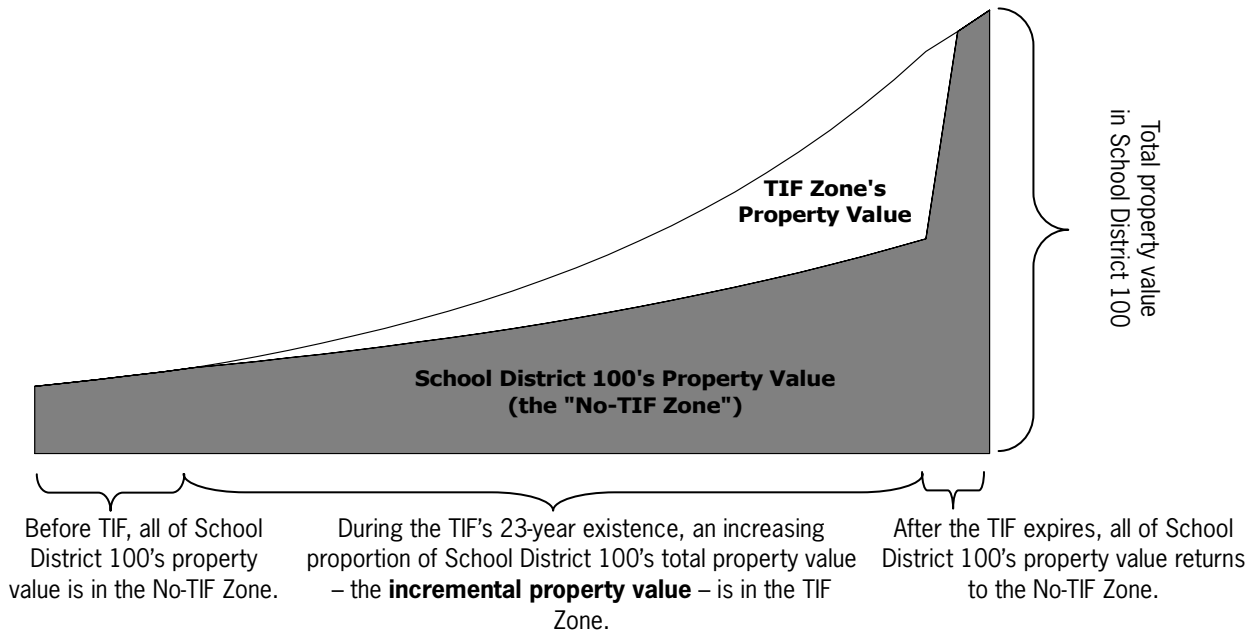 TIF Zone's
Property Value
Total property value
in School District 100
School District 100's Property Value
(the "No-TIF Zone")
Before TIF, all of School
District 100’s property
value is in the No-TIF Zone.
During the TIF’s 23-year existence, an increasing
proportion of School District 100’s total property value
– the incremental property value – is in the TIF
Zone.
After the TIF expires, all of School
District 100’s property value returns
to the No-TIF Zone.